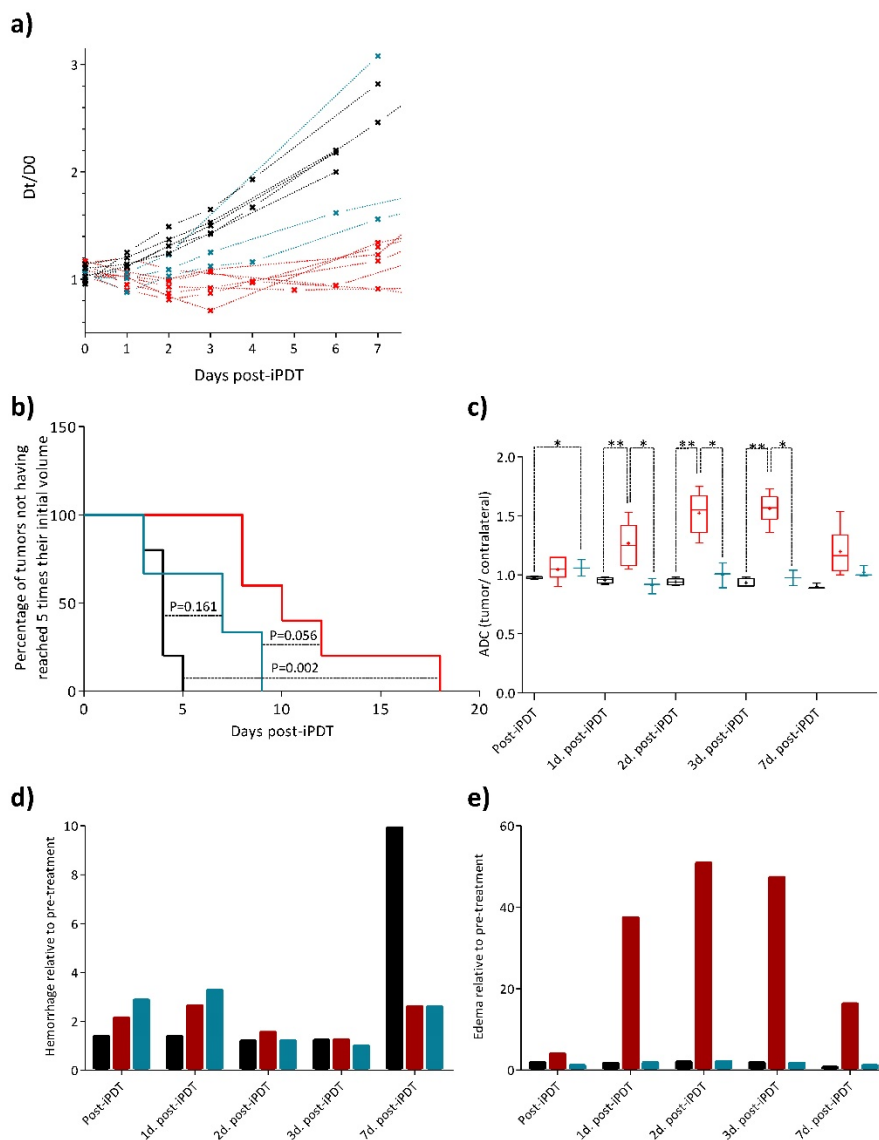 a)
Dt/D0
3
2
1
0 1 2 3 4 5 6 7
Days post-iPDT
b)
Percentage of tumors not having
reached 5 times their initial volume
150
100
50
0
P=0.161
P=0.056
P=0.002
0 5 10 15 20
Days post-iPDT
c)
ADC (tumor/ contralateral)
2.0
1.5
1.0
0.5
0.0
* ** * ** * ** *
Post-iPDT
1d. post-iPDT
2d. post-iPDT
3d. post-iPDT
7d. post-iPDT
d)
Hemorrhage relative to pre-treatment
10
8
6
4
2
0
Post-iPDT
1d. post-iPDT
2d. post-iPDT
3d. post-iPDT
7d. post-iPDT
e)
Edema relative to pre-treatment
60
40
20
0
Post-iPDT
1d. post-iPDT
2d. post-iPDT
3d. post-iPDT
7d. post-iPDT